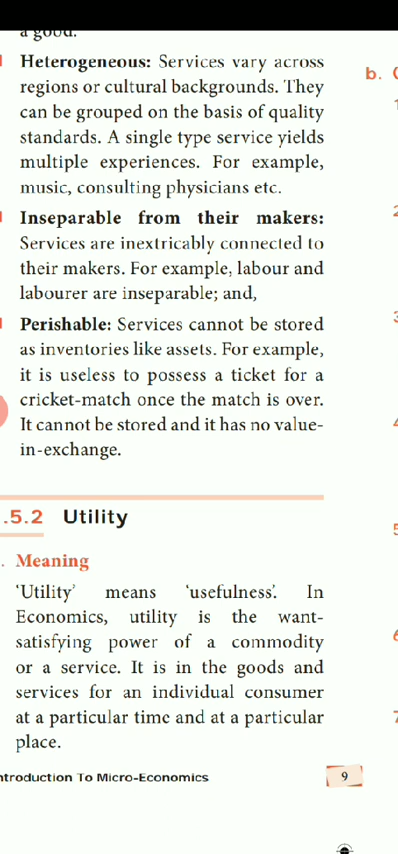 a good.
Heterogeneous: Services vary across
regions or cultural backgrounds. They
can be grouped on the basis of quality
standards. A single type service yields
multiple experiences. For example,
music, consulting physicians etc.
Inseparable from their makers:
Services are inextricably connected to
their makers. For example, labour and
labourer are inseparable; and,
Perishable: Services cannot be stored
as inventories like assets. For example,
it is useless to possess a ticket for a
cricket-match once the match is over.
It cannot be stored and it has no value-
in-exchange.
.5.2 Utility
. Meaning
‘Utility’ means ‘usefulness’. In
Economics, utility is the want-
satisfying power of a commodity
or a service. It is in the goods and
services for an individual consumer
at a particular time and at a particular
place.
ntroduction To Micro-Economics
9
b.